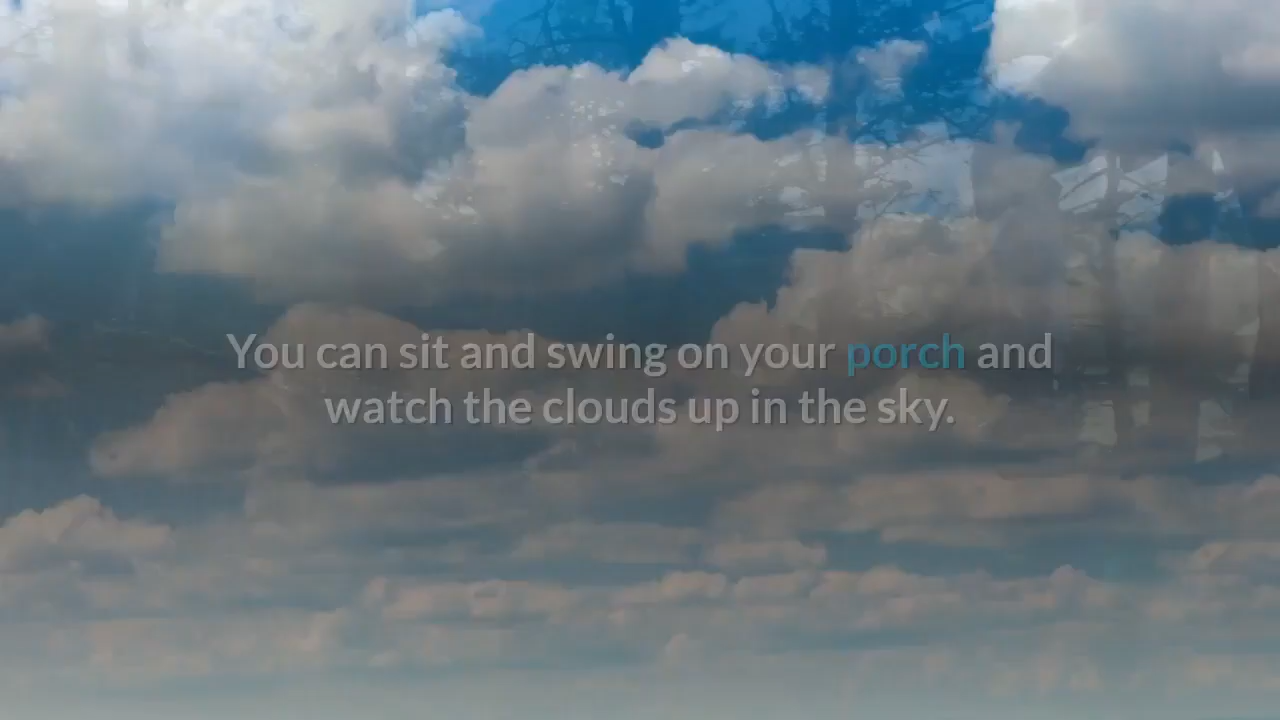 You can sit and swing on your porch and
watch the clouds up in the sky.